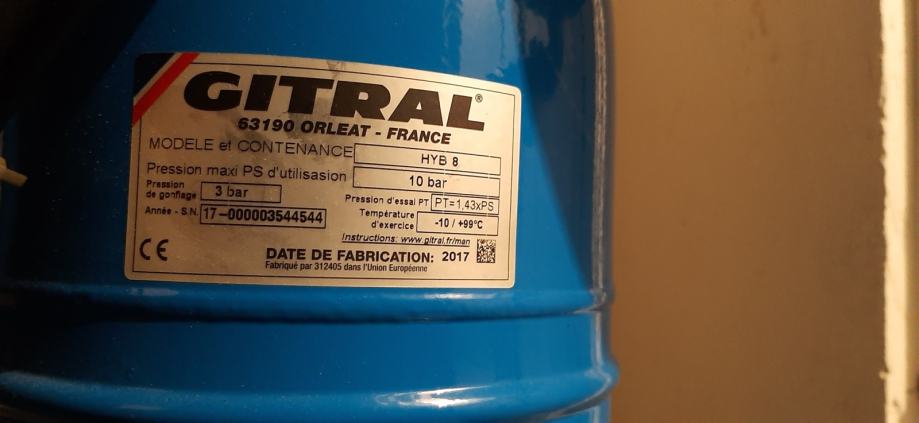 GITRAL®
63190 ORLEAT - FRANCE
MODELE et CONTENANCE HYB 8
Pression maxi PS d'utilisasion 10 bar
Pression de gonflage 3 bar
Pression d'essai PT PT=1,43xPS
Année - S.N. 17-000003544544
Température d'exercice -10 / +99°C
Instructions: www.gitral.fr/man
CE
DATE DE FABRICATION: 2017
Fabriqué par 312405 dans l'Union Européenne